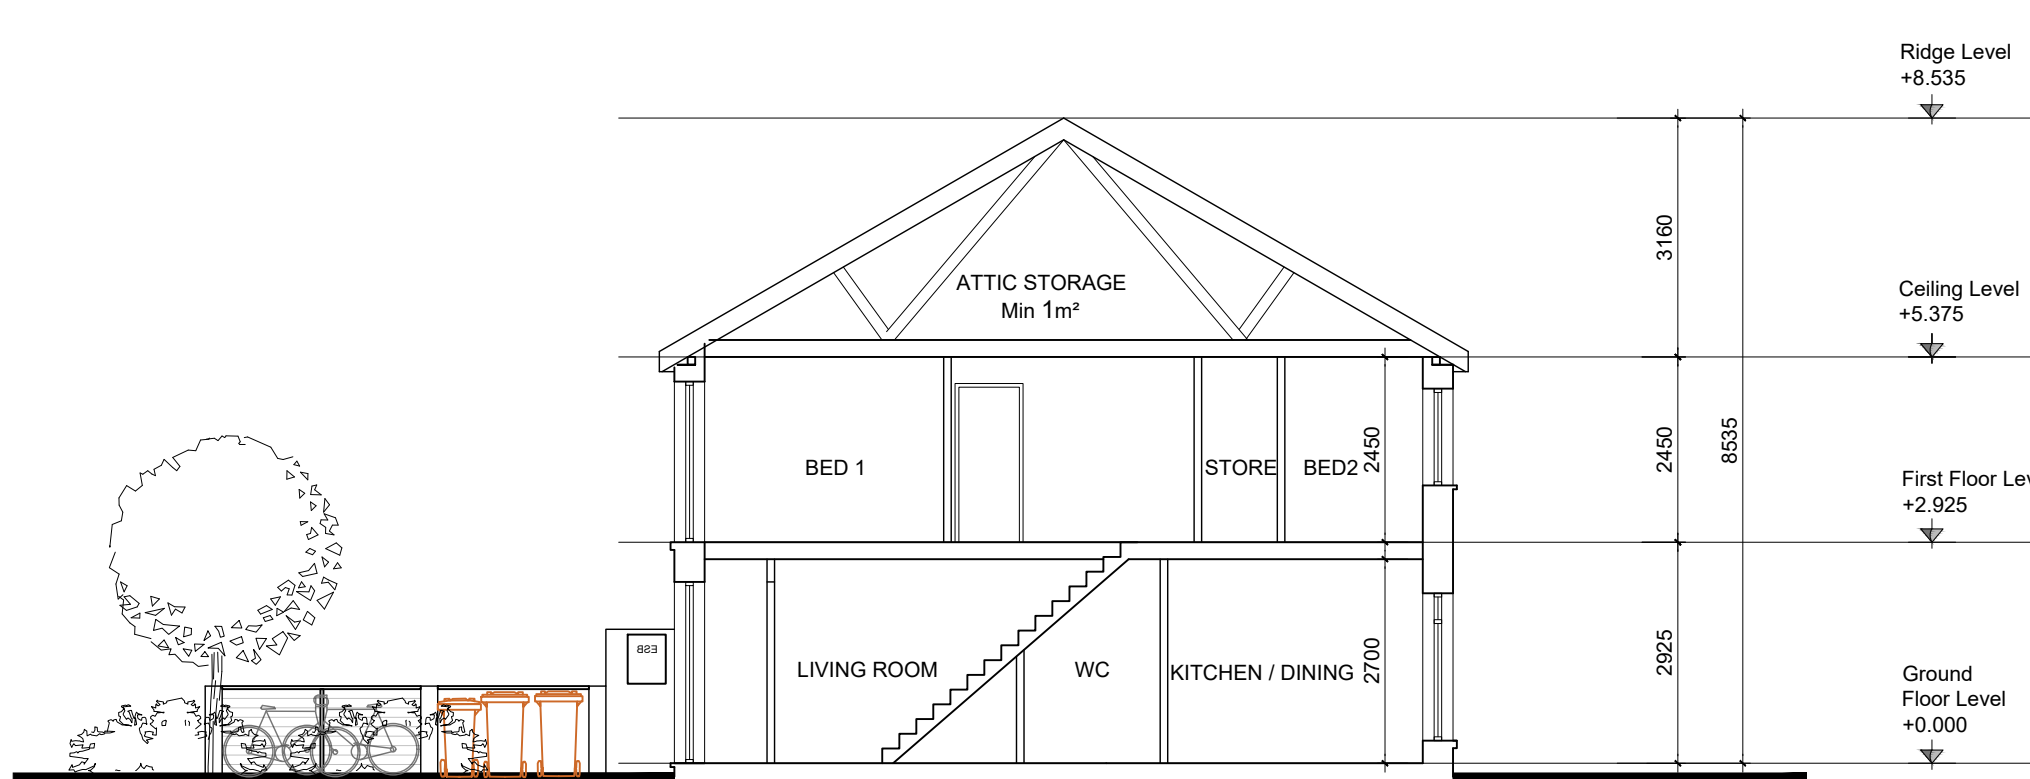 Ridge Level
+8.535
3160
ATTIC STORAGE
Min 1m²
Ceiling Level
+5.375
BED 1
STORE
BED2
2450
2450
8535
First Floor Lev
+2.925
ESB
LIVING ROOM
WC
KITCHEN / DINING
2700
2925
Ground
Floor Level
+0.000